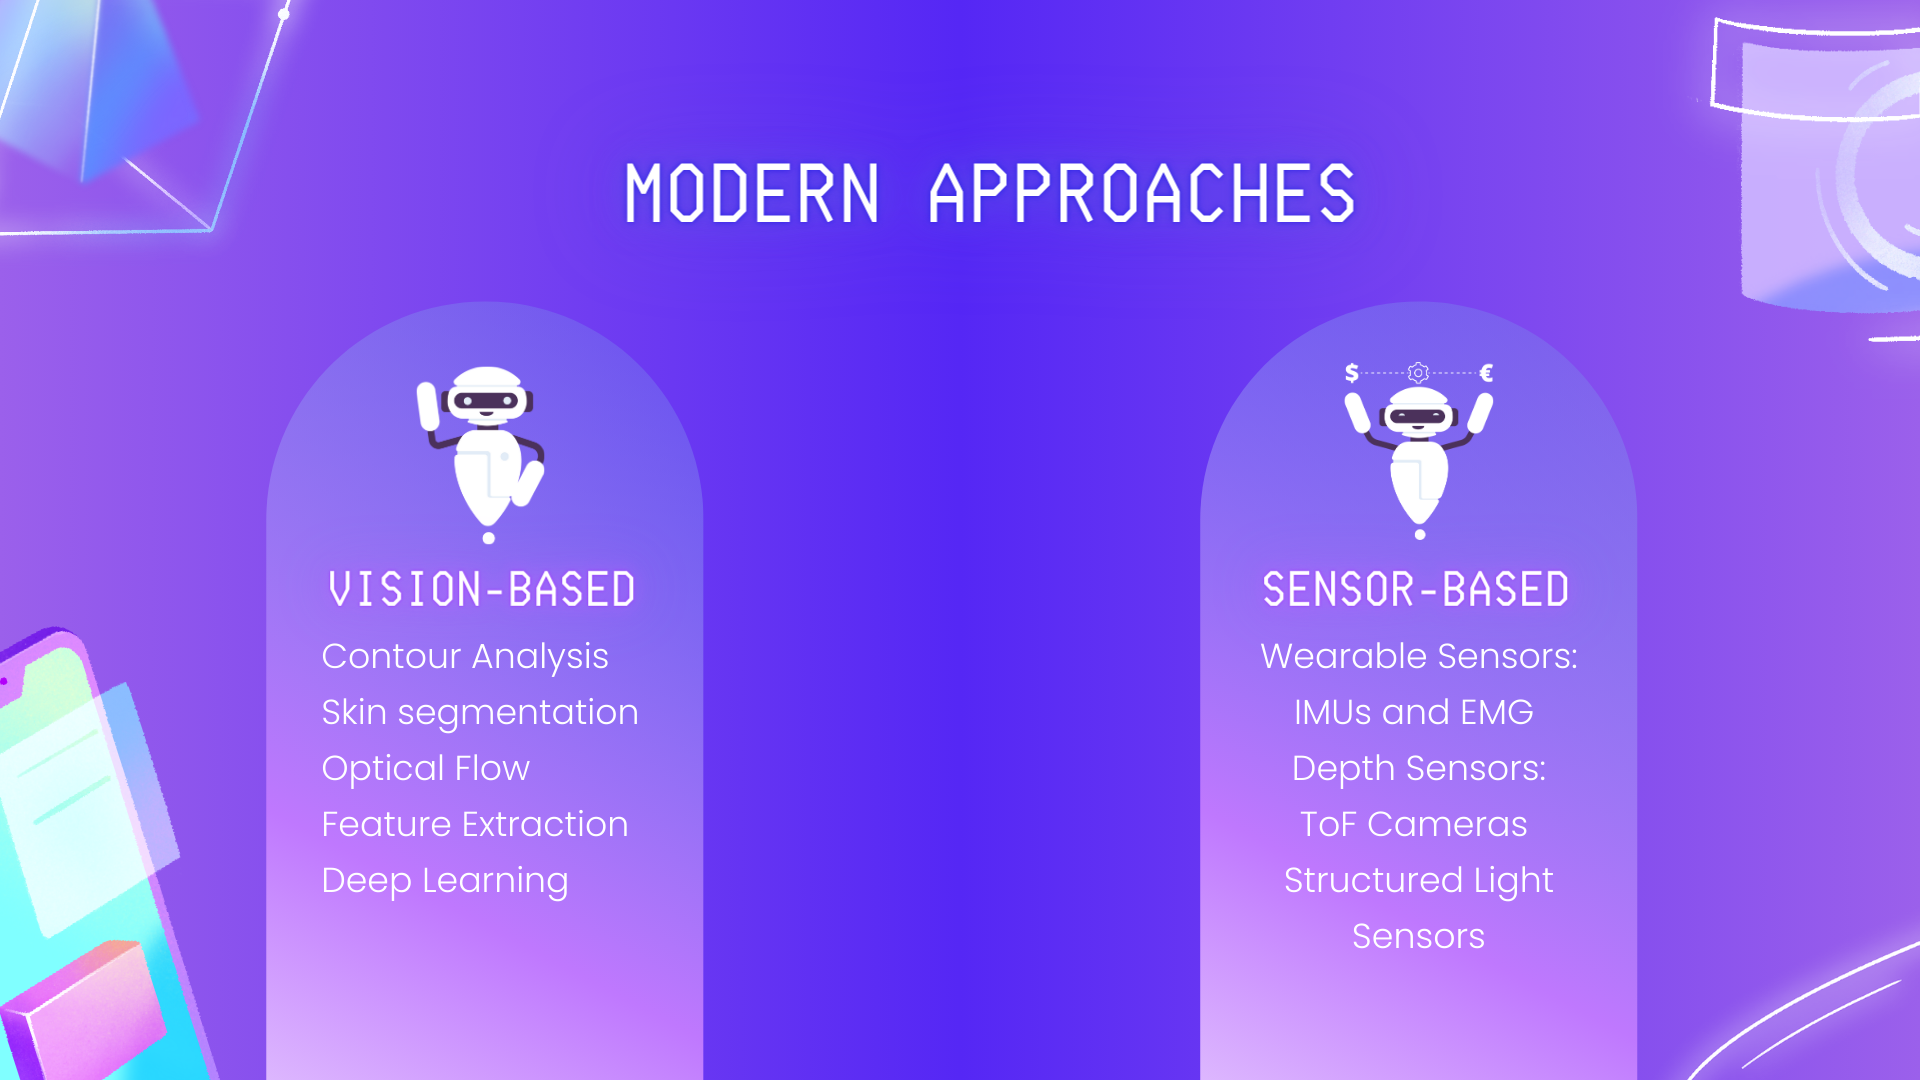 MODERN APPROACHES
VISION-BASED
Contour Analysis
Skin segmentation
Optical Flow
Feature Extraction
Deep Learning
$ €
SENSOR-BASED
Wearable Sensors:
IMUs and EMG
Depth Sensors:
ToF Cameras
Structured Light
Sensors